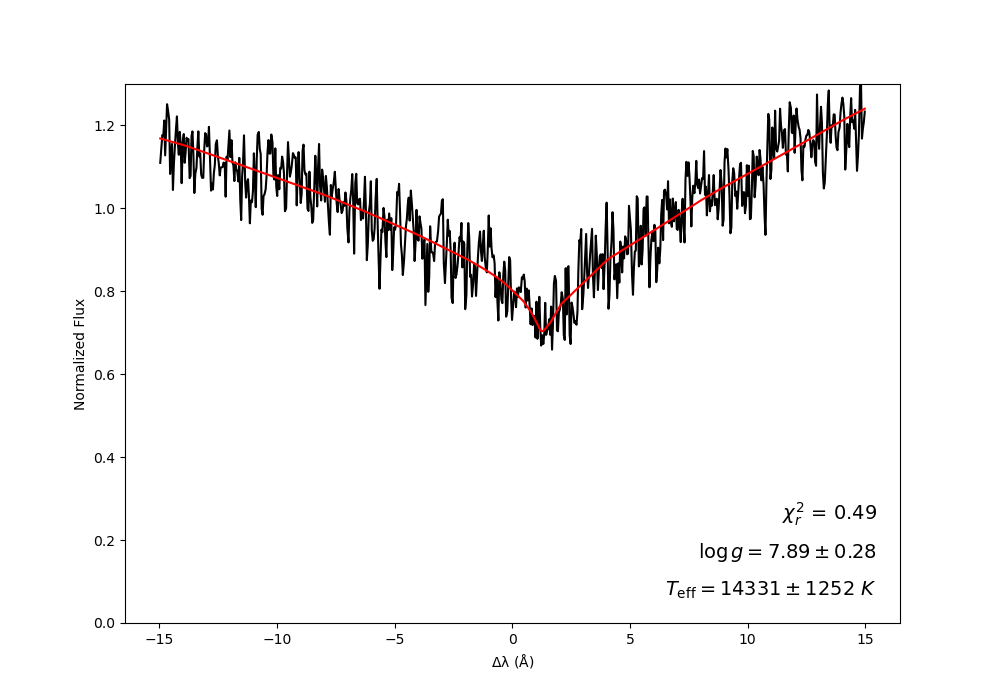 Normalized Flux
1.2
1.0
0.8
0.6
0.4
0.2
0.0
χ²ᵣ = 0.49
log g = 7.89 ± 0.28
T_eff = 14331 ± 1252 K
−15 −10 −5 0 5 10 15
Δλ (Å)